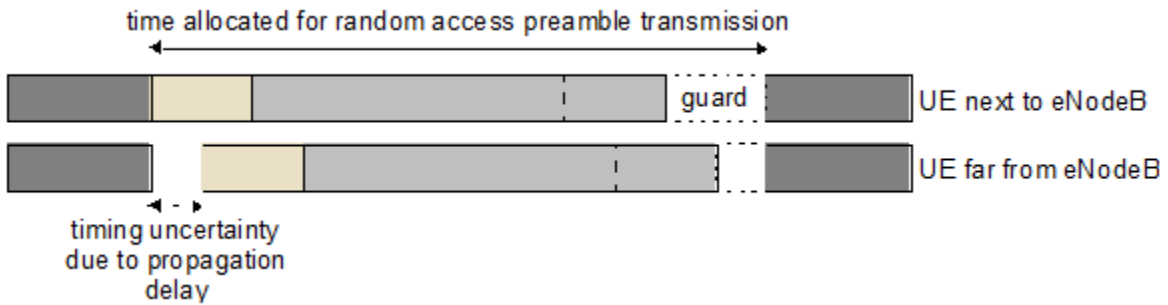 time allocated for random access preamble transmission
guard
UE next to eNodeB
UE far from eNodeB
timing uncertainty
due to propagation
delay